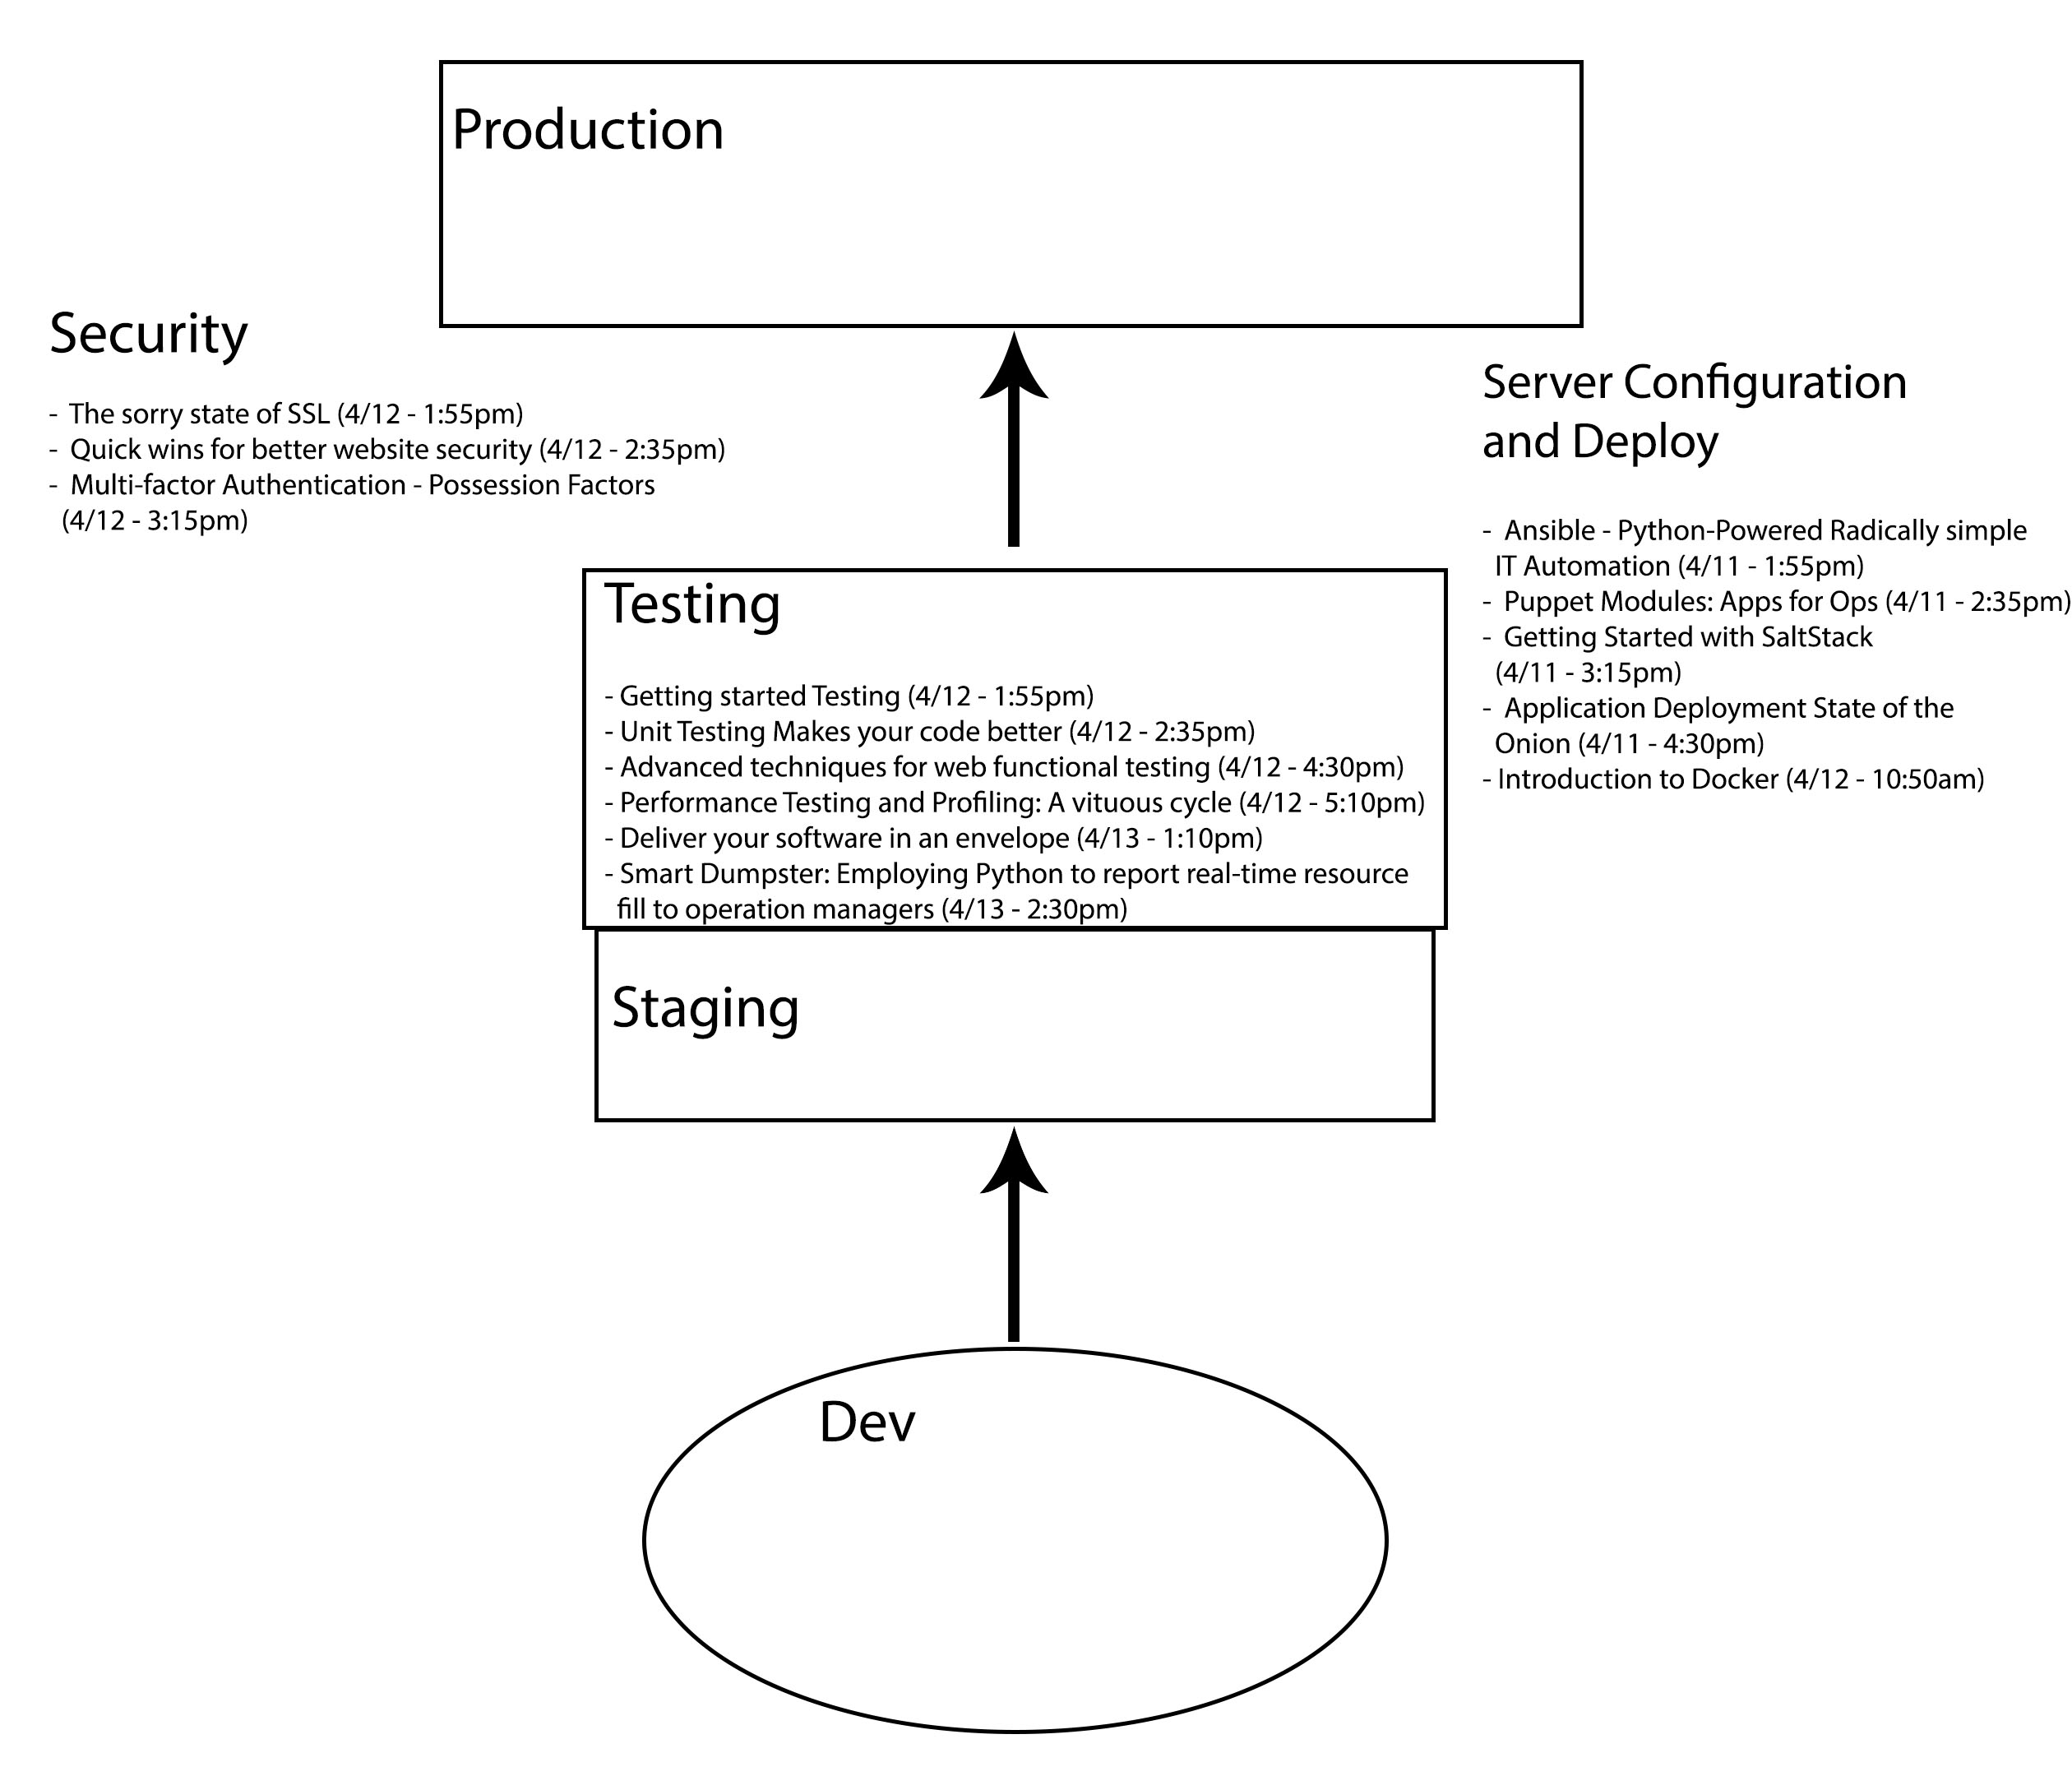 Production
Security
- The sorry state of SSL (4/12 - 1:55pm)
- Quick wins for better website security (4/12 - 2:35pm)
- Multi-factor Authentication - Possession Factors
(4/12 - 3:15pm)
Server Configuration
and Deploy
- Ansible - Python-Powered Radically simple
IT Automation (4/11 - 1:55pm)
- Puppet Modules: Apps for Ops (4/11 - 2:35pm)
- Getting Started with SaltStack
(4/11 - 3:15pm)
- Application Deployment State of the
Onion (4/11 - 4:30pm)
- Introduction to Docker (4/12 - 10:50am)
Testing
- Getting started Testing (4/12 - 1:55pm)
- Unit Testing Makes your code better (4/12 - 2:35pm)
- Advanced techniques for web functional testing (4/12 - 4:30pm)
- Performance Testing and Profiling: A vituous cycle (4/12 - 5:10pm)
- Deliver your software in an envelope (4/13 - 1:10pm)
- Smart Dumpster: Employing Python to report real-time resource
fill to operation managers (4/13 - 2:30pm)
Staging
Dev